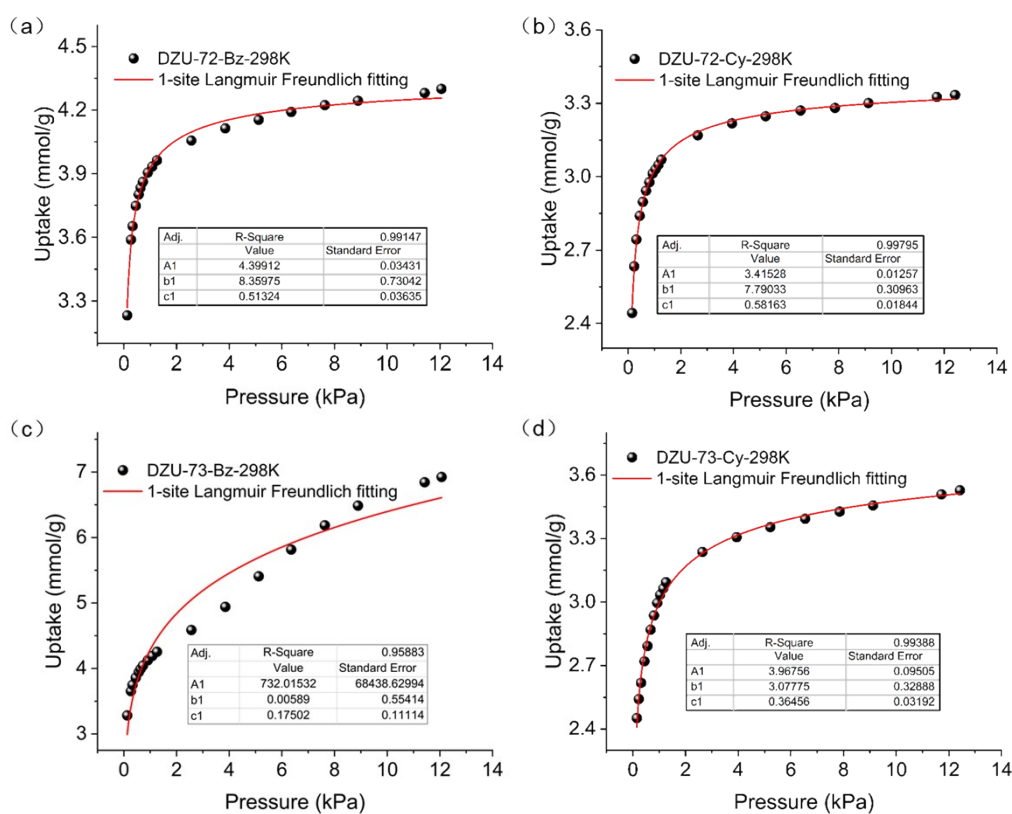 (a)
4.5
4.2
3.9
3.6
3.3
Uptake (mmol/g)
DZU-72-Bz-298K
1-site Langmuir Freundlich fitting
Adj. R-Square 0.99147
Value Standard Error
A1 4.39912 0.03431
b1 8.35975 0.73042
c1 0.51324 0.03635
0 2 4 6 8 10 12 14
Pressure (kPa)
(b)
3.6
3.3
3.0
2.7
2.4
Uptake (mmol/g)
DZU-72-Cy-298K
1-site Langmuir Freundlich fitting
Adj. R-Square 0.99795
Value Standard Error
A1 3.41528 0.01257
b1 7.79033 0.30963
c1 0.58163 0.01844
0 2 4 6 8 10 12 14
Pressure (kPa)
(c)
7
6
5
4
3
Uptake (mmol/g)
DZU-73-Bz-298K
1-site Langmuir Freundlich fitting
Adj. R-Square 0.95883
Value Standard Error
A1 732.01532 68438.62994
b1 0.00589 0.55414
c1 0.17502 0.11114
0 2 4 6 8 10 12 14
Pressure (kPa)
(d)
3.6
3.3
3.0
2.7
2.4
Uptake (mmol/g)
DZU-73-Cy-298K
1-site Langmuir Freundlich fitting
Adj. R-Square 0.99388
Value Standard Error
A1 3.96756 0.09505
b1 3.07775 0.32888
c1 0.36456 0.03192
0 2 4 6 8 10 12 14
Pressure (kPa)